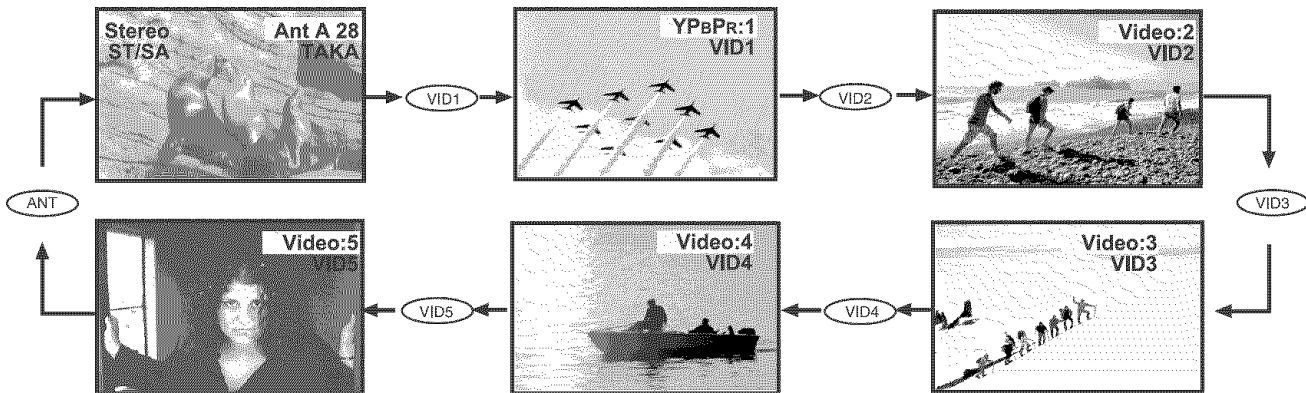 Stereo
ST/SA
Ant A 28
TAKA
VID1
YPBPR:1
VID1
VID2
Video:2
VID2
VID3
Video:3
VID3
VID4
Video:4
VID4
VID5
Video:5
VID5
ANT